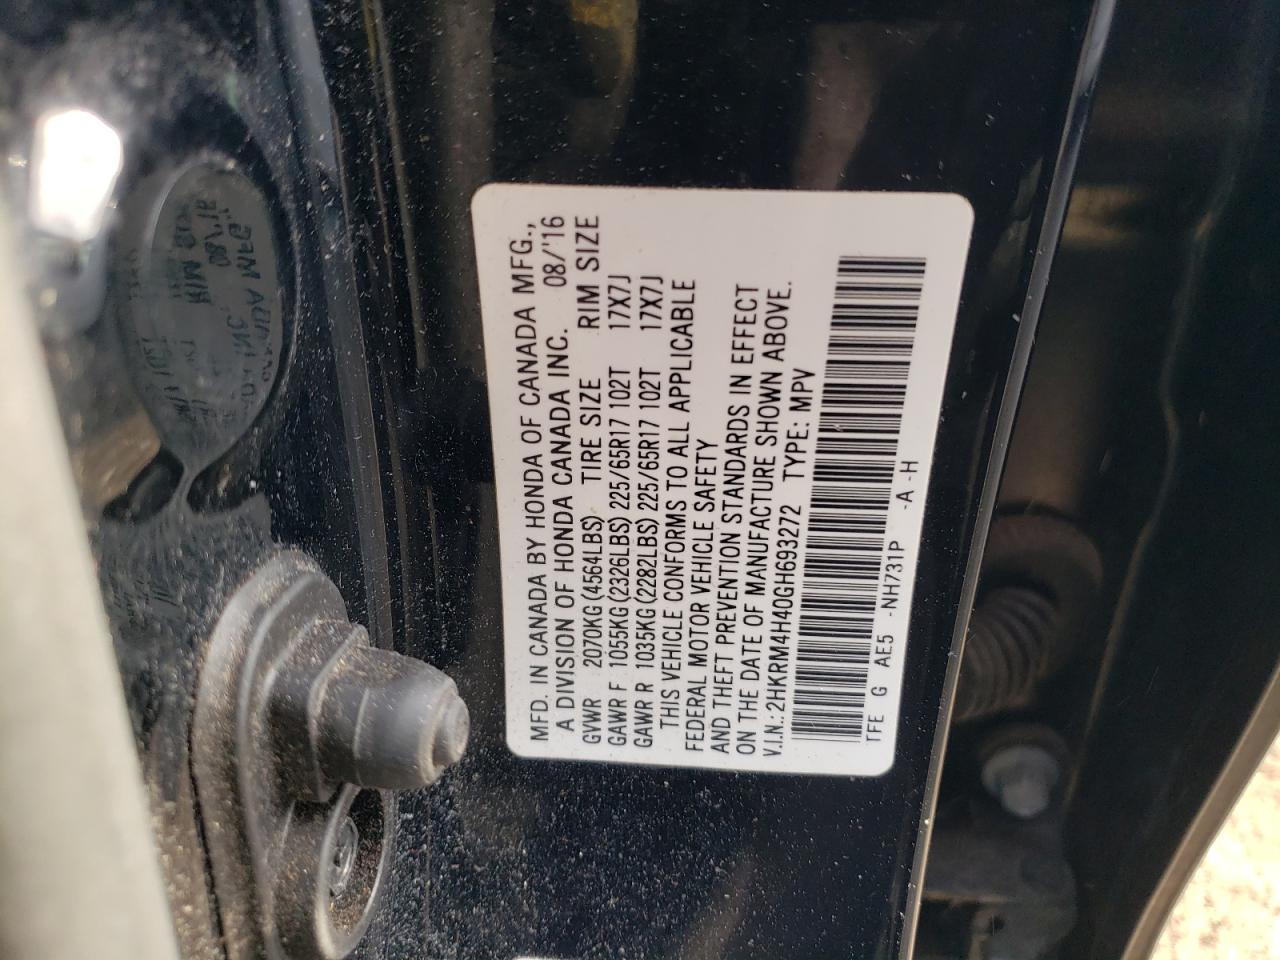 MFD. IN CANADA BY HONDA OF CANADA MFG.,
A DIVISION OF HONDA CANADA INC. 08/'16
GVWR 2070KG (4564LBS) TIRE SIZE RIM SIZE
GAWR F 1055KG (2326LBS) 225/65R17 102T 17X7J
GAWR R 1035KG (2282LBS) 225/65R17 102T 17X7J
THIS VEHICLE CONFORMS TO ALL APPLICABLE
FEDERAL MOTOR VEHICLE SAFETY
AND THEFT PREVENTION STANDARDS IN EFFECT
ON THE DATE OF MANUFACTURE SHOWN ABOVE.
V.I.N.: 2HKRM4H40GH693272 TYPE: MPV
TFE G AE5 -NH731P -A -H